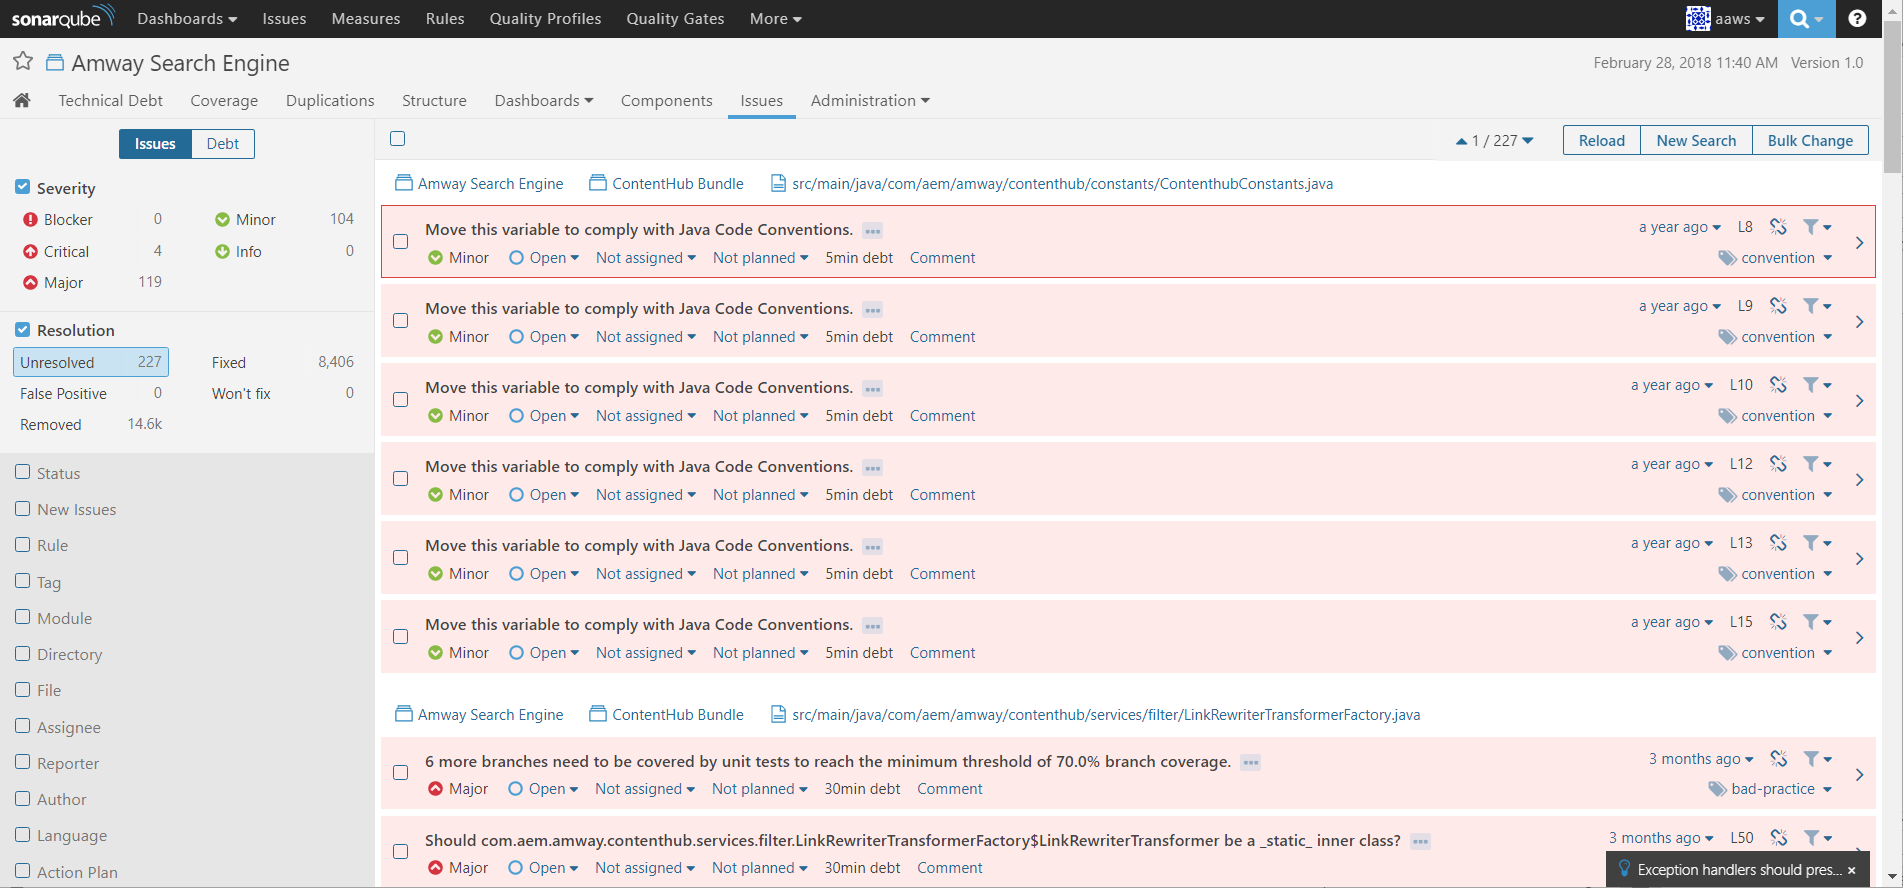 sonarqube Dashboards Issues Measures Rules Quality Profiles Quality Gates More aaws ?
Amway Search Engine February 28, 2018 11:40 AM Version 1.0
Technical Debt Coverage Duplications Structure Dashboards Components Issues Administration
Issues Debt
1 / 227 Reload New Search Bulk Change
Severity
Blocker 0 Minor 104
Critical 4 Info 0
Major 119
Resolution
Unresolved 227 Fixed 8,406
False Positive 0 Won't fix 0
Removed 14.6k
Status
New Issues
Rule
Tag
Module
Directory
File
Assignee
Reporter
Author
Language
Action Plan
Amway Search Engine ContentHub Bundle src/main/java/com/aem/amway/contenthub/constants/ContenthubConstants.java
Move this variable to comply with Java Code Conventions. ... a year ago L8
Minor Open Not assigned Not planned 5min debt Comment convention
Move this variable to comply with Java Code Conventions. ... a year ago L9
Minor Open Not assigned Not planned 5min debt Comment convention
Move this variable to comply with Java Code Conventions. ... a year ago L10
Minor Open Not assigned Not planned 5min debt Comment convention
Move this variable to comply with Java Code Conventions. ... a year ago L12
Minor Open Not assigned Not planned 5min debt Comment convention
Move this variable to comply with Java Code Conventions. ... a year ago L13
Minor Open Not assigned Not planned 5min debt Comment convention
Move this variable to comply with Java Code Conventions. ... a year ago L15
Minor Open Not assigned Not planned 5min debt Comment convention
Amway Search Engine ContentHub Bundle src/main/java/com/aem/amway/contenthub/services/filter/LinkRewriterTransformerFactory.java
6 more branches need to be covered by unit tests to reach the minimum threshold of 70.0% branch coverage. ... 3 months ago
Major Open Not assigned Not planned 30min debt Comment bad-practice
Should com.aem.amway.contenthub.services.filter.LinkRewriterTransformerFactory$LinkRewriterTransformer be a _static_ inner class? ... 3 months ago L50
Major Open Not assigned Not planned 30min debt Comment
Exception handlers should pres... ×